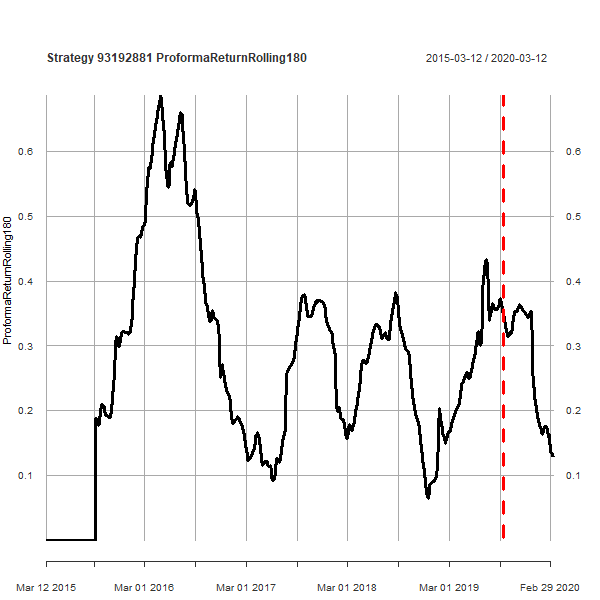 Strategy 93192881 ProformaReturnRolling180
2015-03-12 / 2020-03-12
ProformaReturnRolling180
0.6
0.6
0.5
0.5
0.4
0.4
0.3
0.3
0.2
0.2
0.1
0.1
Mar 12 2015
Mar 01 2016
Mar 01 2017
Mar 01 2018
Mar 01 2019
Feb 29 2020